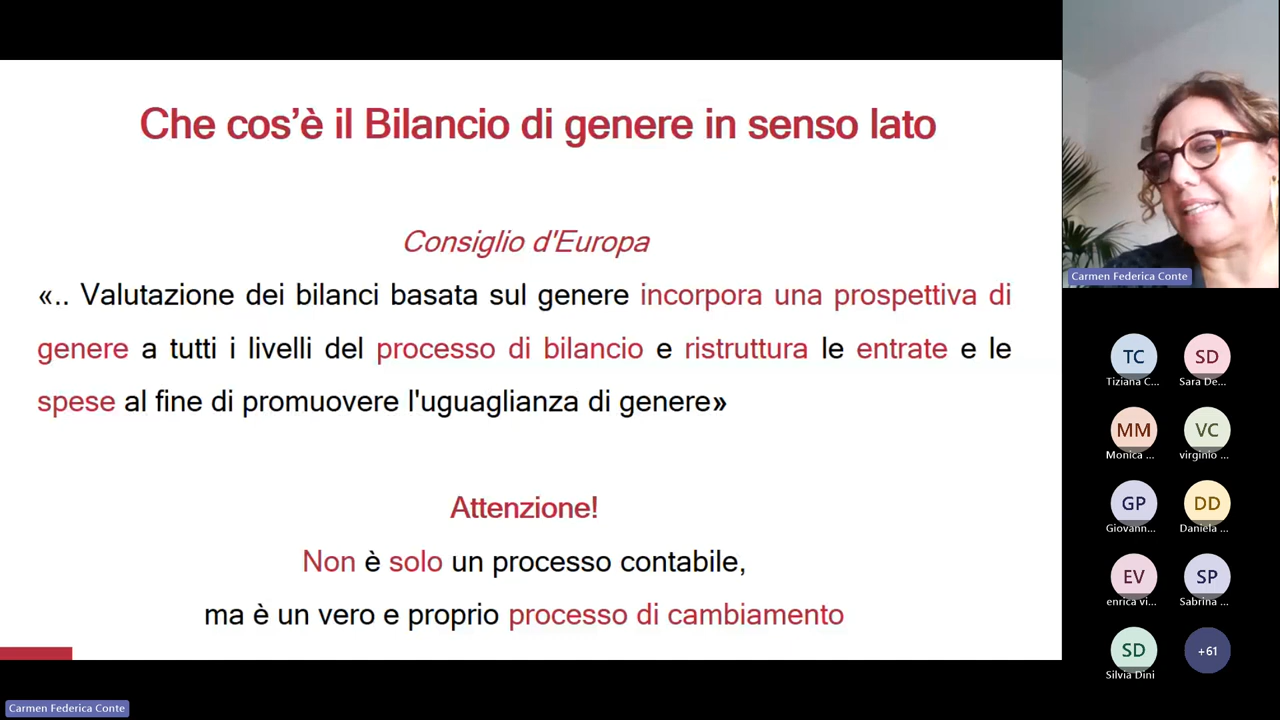 Che cos'è il Bilancio di genere in senso lato
Consiglio d'Europa
«.. Valutazione dei bilanci basata sul genere incorpora una prospettiva di
genere a tutti i livelli del processo di bilancio e ristruttura le entrate e le
spese al fine di promuovere l'uguaglianza di genere»
Attenzione!
Non è solo un processo contabile,
ma è un vero e proprio processo di cambiamento
Carmen Federica Conte
TC
SD
Tiziana C...
Sara De...
MM
VC
Monica ...
virginio ...
GP
DD
Giovann...
Daniela ...
EV
SP
enrica vi...
Sabrina ...
SD
+61
Silvia Dini
Carmen Federica Conte